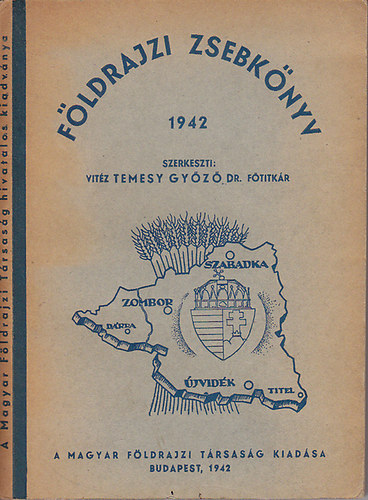 A Magyar Földrajzi Társaság hivatalos kiadványa
FÖLDRAJZI ZSEBKÖNYV
1942
SZERKESZTI:
VITÉZ TEMESY GYŐZŐ DR. FŐTITKÁR
SZABADKA
ZOMBOR
DÁRDA
ÚJVIDÉK
TITEL
A MAGYAR FÖLDRAJZI TÁRSASÁG KIADÁSA
BUDAPEST, 1942